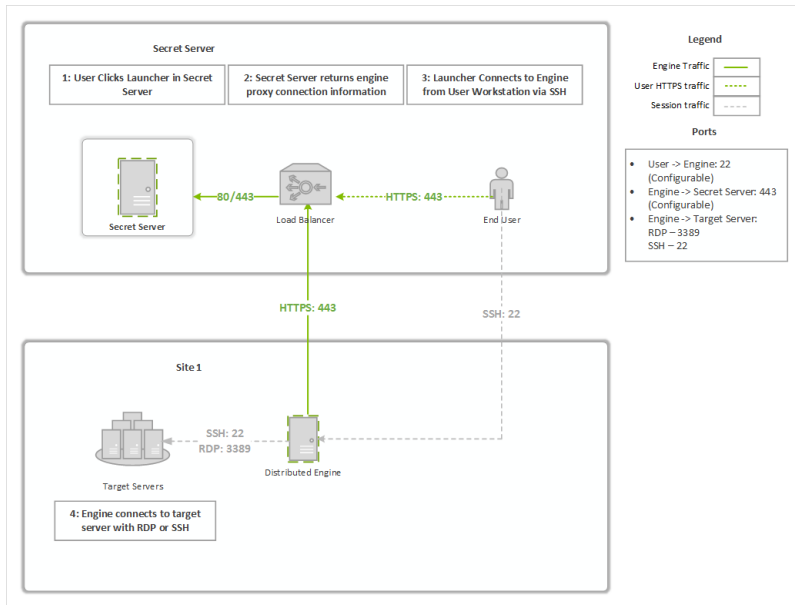 Secret Server
1: User Clicks Launcher in Secret
Server
2: Secret Server returns engine
proxy connection information
3: Launcher Connects to Engine
from User Workstation via SSH
Secret Server
80/443
Load Balancer
HTTPS: 443
End User
HTTPS: 443
SSH: 22
Site 1
Target Servers
SSH: 22
RDP: 3389
Distributed Engine
4: Engine connects to target
server with RDP or SSH
Legend
Engine Traffic
User HTTPS traffic
Session traffic
Ports
• User -> Engine: 22
(Configurable)
• Engine -> Secret Server: 443
(Configurable)
• Engine -> Target Server:
RDP – 3389
SSH – 22